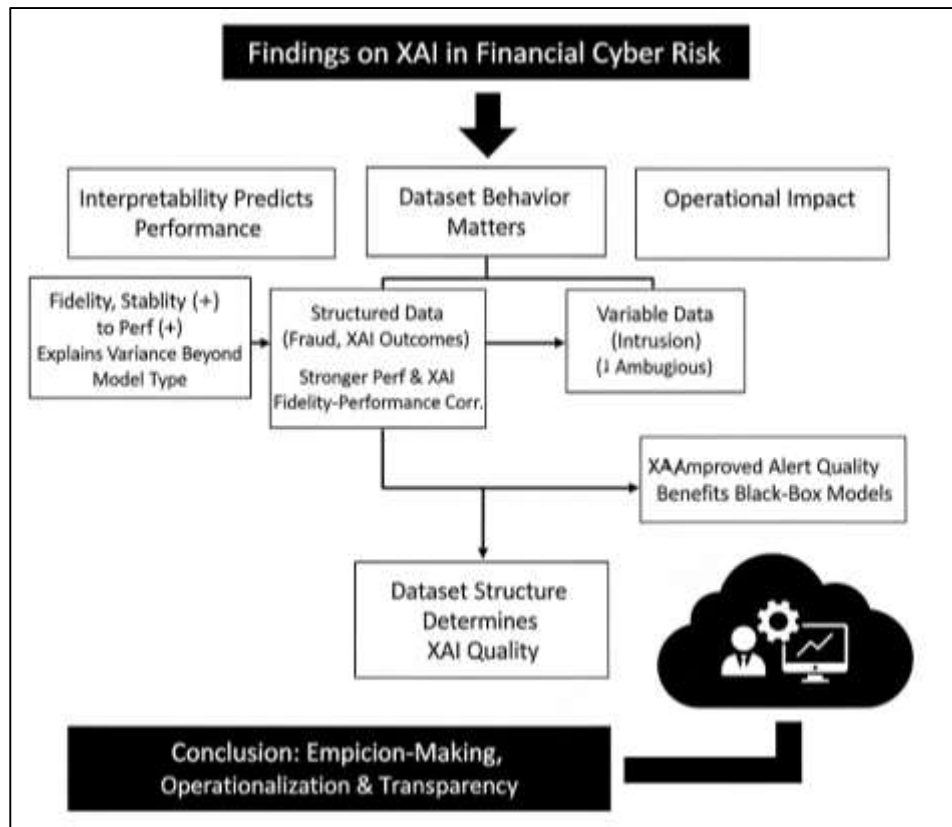 Findings on XAI in Financial Cyber Risk
Interpretability Predicts
Performance
Dataset Behavior
Matters
Operational Impact
Fidelity, Stablity (+)
to Perf (+)
Explains Variance Beyond
Model Type
Structured Data
(Fraud, XAI Outcomes)
Stronger Perf & XAI
Fidelity-Performance Corr.
Variable Data
(Intrusion)
(↓ Ambugious)
Alert Quality
Benefits Black-Box Models
Dataset Structure
Determines
XAI Quality
Conclusion: Empicion-Making,
Operationalization & Transparency